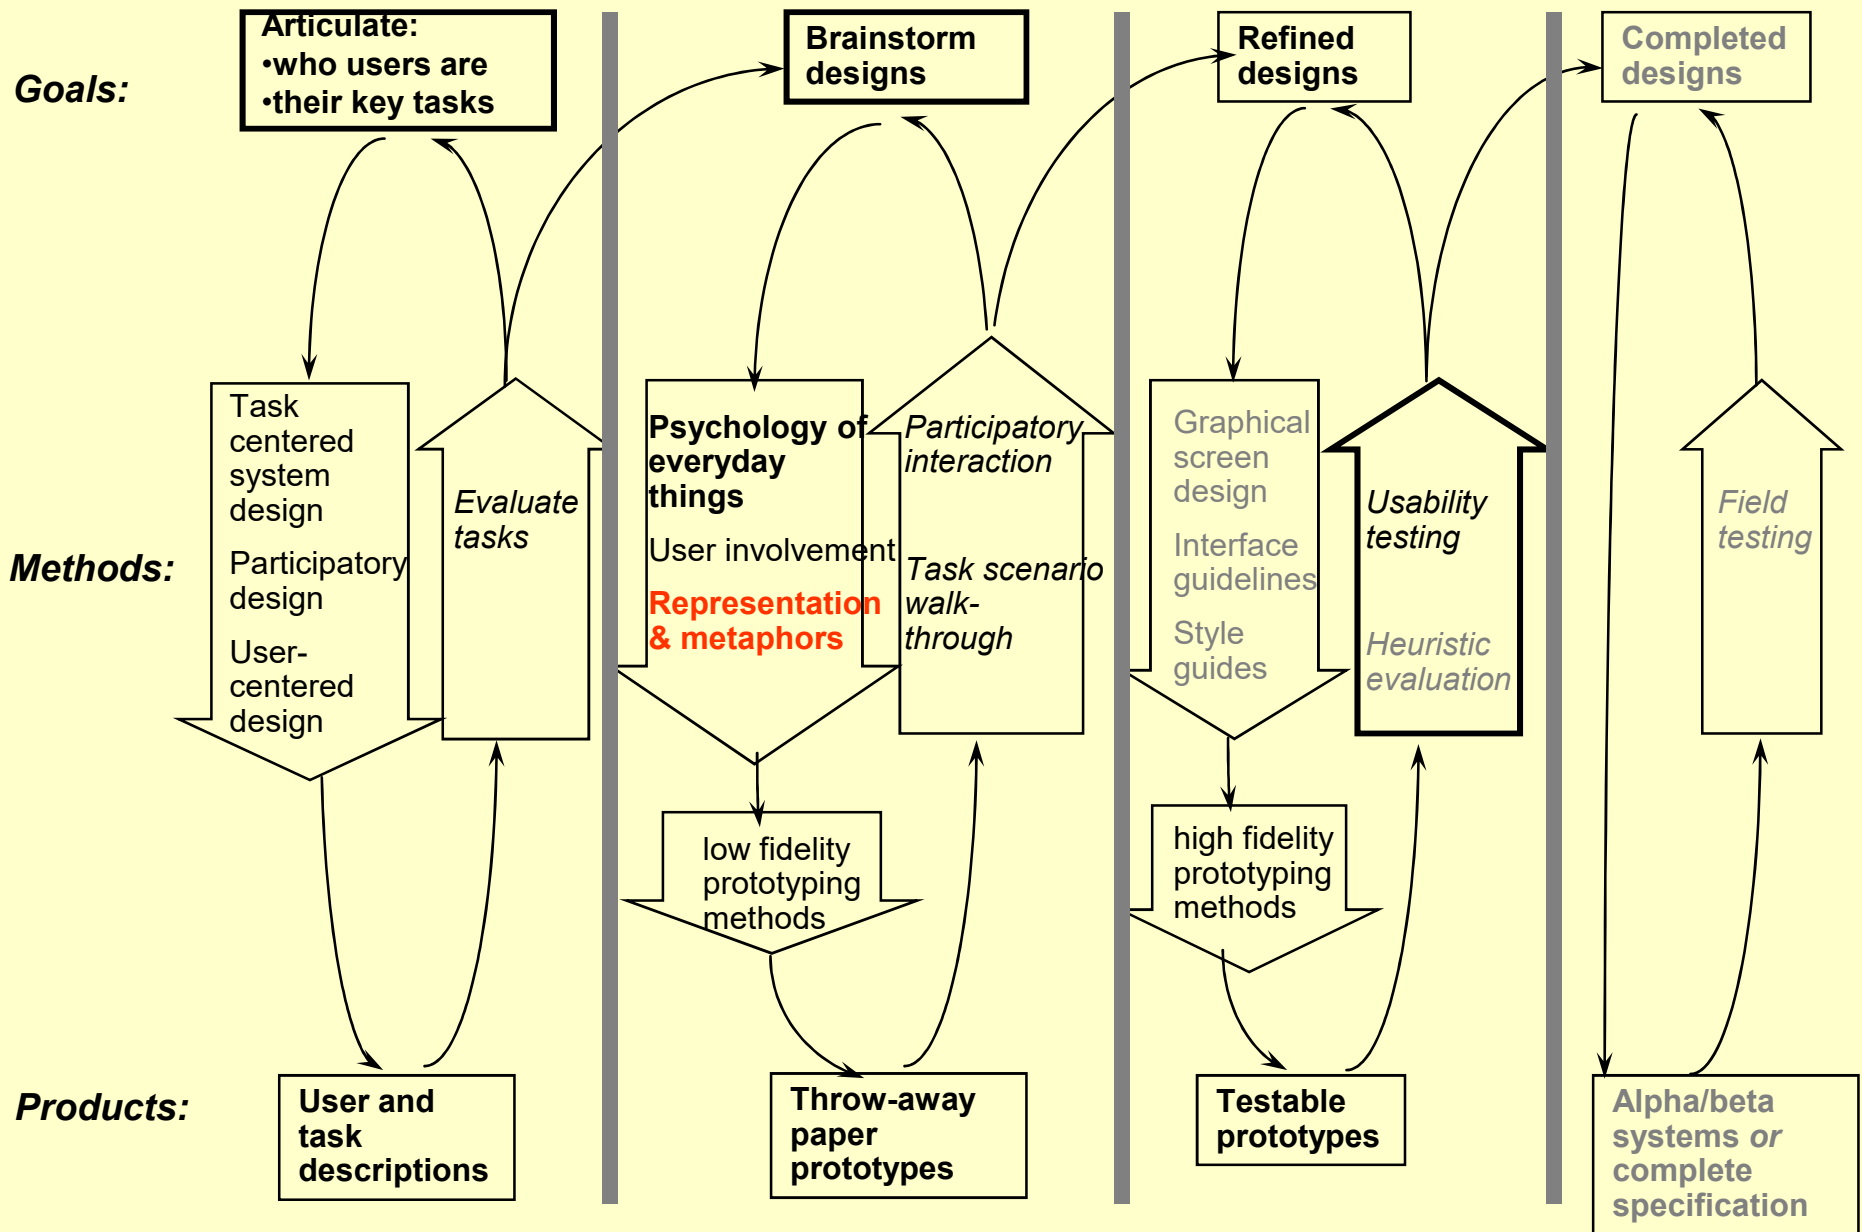 Goals:
Articulate:
•who users are
•their key tasks
Brainstorm
designs
Refined
designs
Completed
designs
Methods:
Task
centered
system
design
Participatory
design
User-
centered
design
Evaluate
tasks
Psychology of
everyday
things
User involvement
Representation
& metaphors
Participatory
interaction
Task scenario
walk-
through
Graphical
screen
design
Interface
guidelines
Style
guides
Usability
testing
Heuristic
evaluation
Field
testing
low fidelity
prototyping
methods
high fidelity
prototyping
methods
Products:
User and
task
descriptions
Throw-away
paper
prototypes
Testable
prototypes
Alpha/beta
systems or
complete
specification